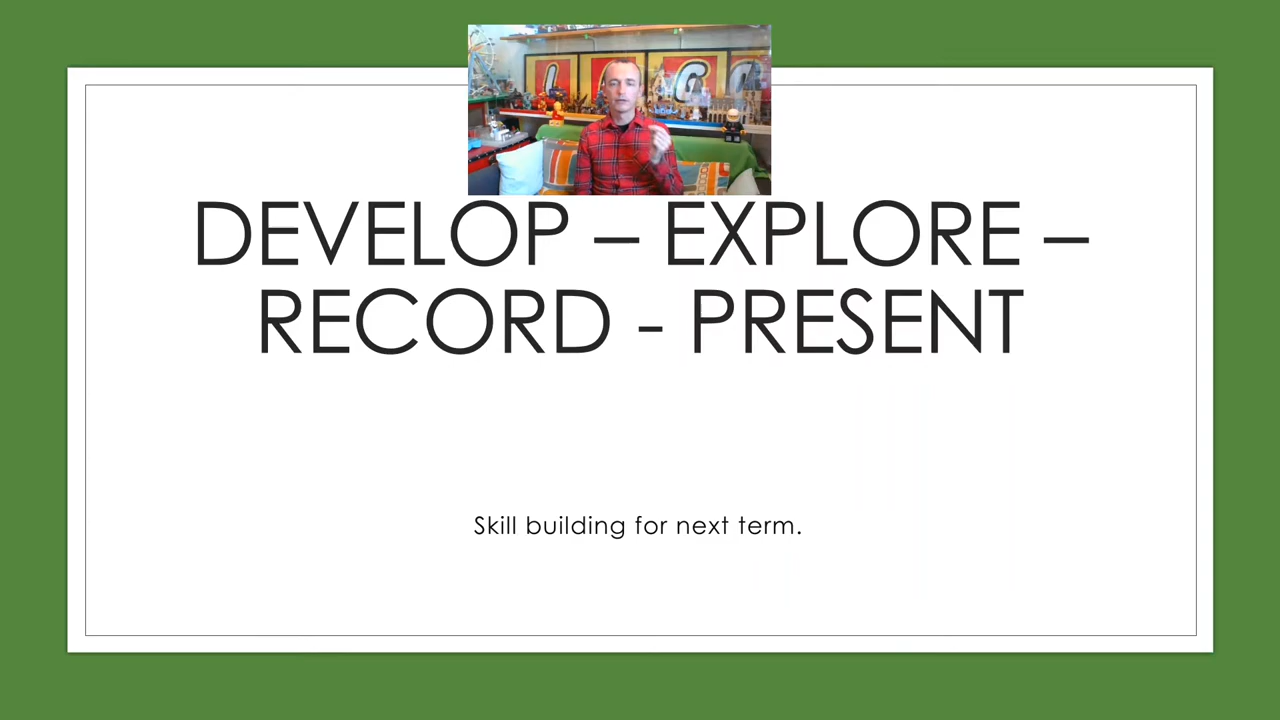 DEVELOP – EXPLORE –
RECORD - PRESENT
Skill building for next term.